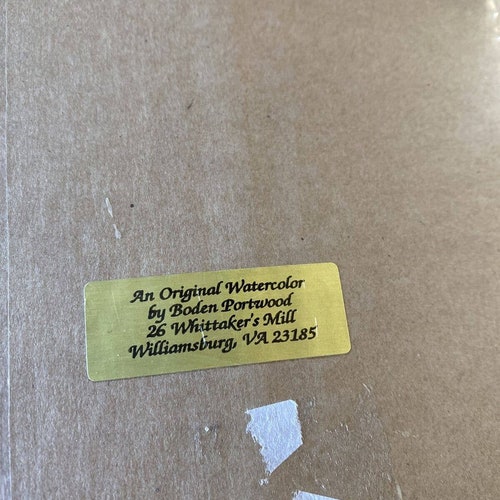 An Original Watercolor
by Boden Portwood
26 Whittaker's Mill
Williamsburg, VA 23185